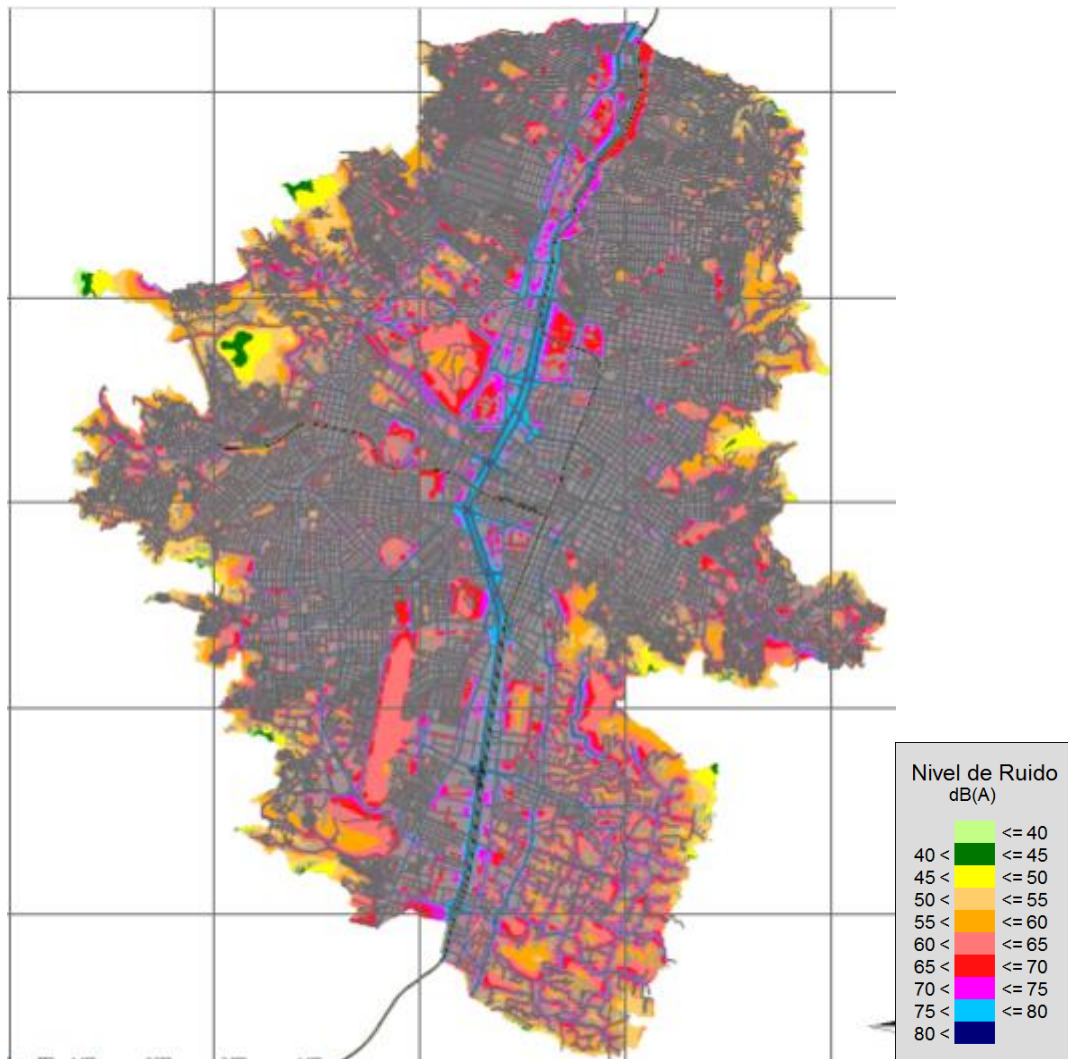 Nivel de Ruido
dB(A)
<= 40
40 < <= 45
45 < <= 50
50 < <= 55
55 < <= 60
60 < <= 65
65 < <= 70
70 < <= 75
75 < <= 80
80 <